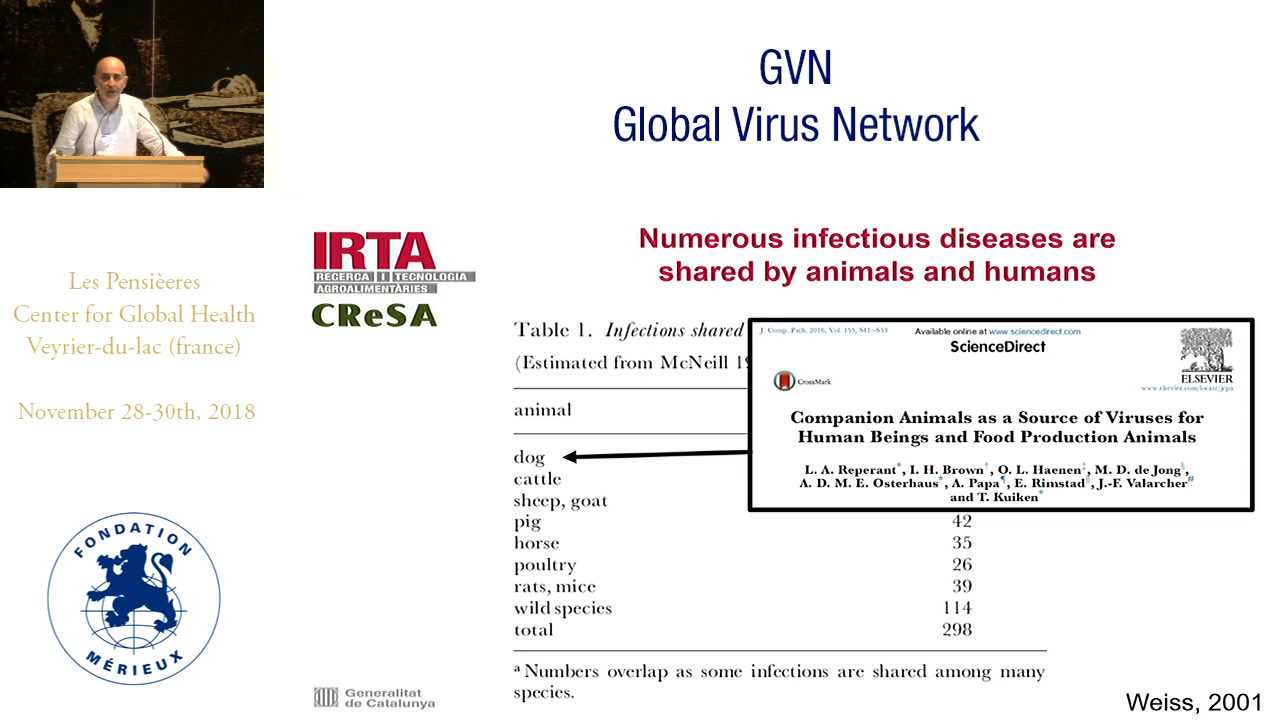 GVN
Global Virus Network
Les Pensièeres
Center for Global Health
Veyrier-du-lac (france)
November 28-30th, 2018
FONDATION
MÉRIEUX
IRTA
RECERCA I TECNOLOGIA
AGROALIMENTÀRIES
CReSA
Numerous infectious diseases are
shared by animals and humans
Table 1. Infections shared
(Estimated from McNeill 19
animal
dog
cattle
sheep, goat
pig 42
horse 35
poultry 26
rats, mice 39
wild species 114
total 298
a Numbers overlap as some infections are shared among many
species.
J. Comp. Path. 2016, Vol. 155, S41-S53
Available online at www.sciencedirect.com
ScienceDirect
CrossMark
ELSEVIER
www.elsevier.com/locate/jcpa
Companion Animals as a Source of Viruses for
Human Beings and Food Production Animals
L. A. Reperant*, I. H. Brown†, O. L. Haenen‡, M. D. de Jong§,
A. D. M. E. Osterhaus*, A. Papa¶, E. Rimstad‖, J.-F. Valarcher#
and T. Kuiken*
Generalitat
de Catalunya
Weiss, 2001